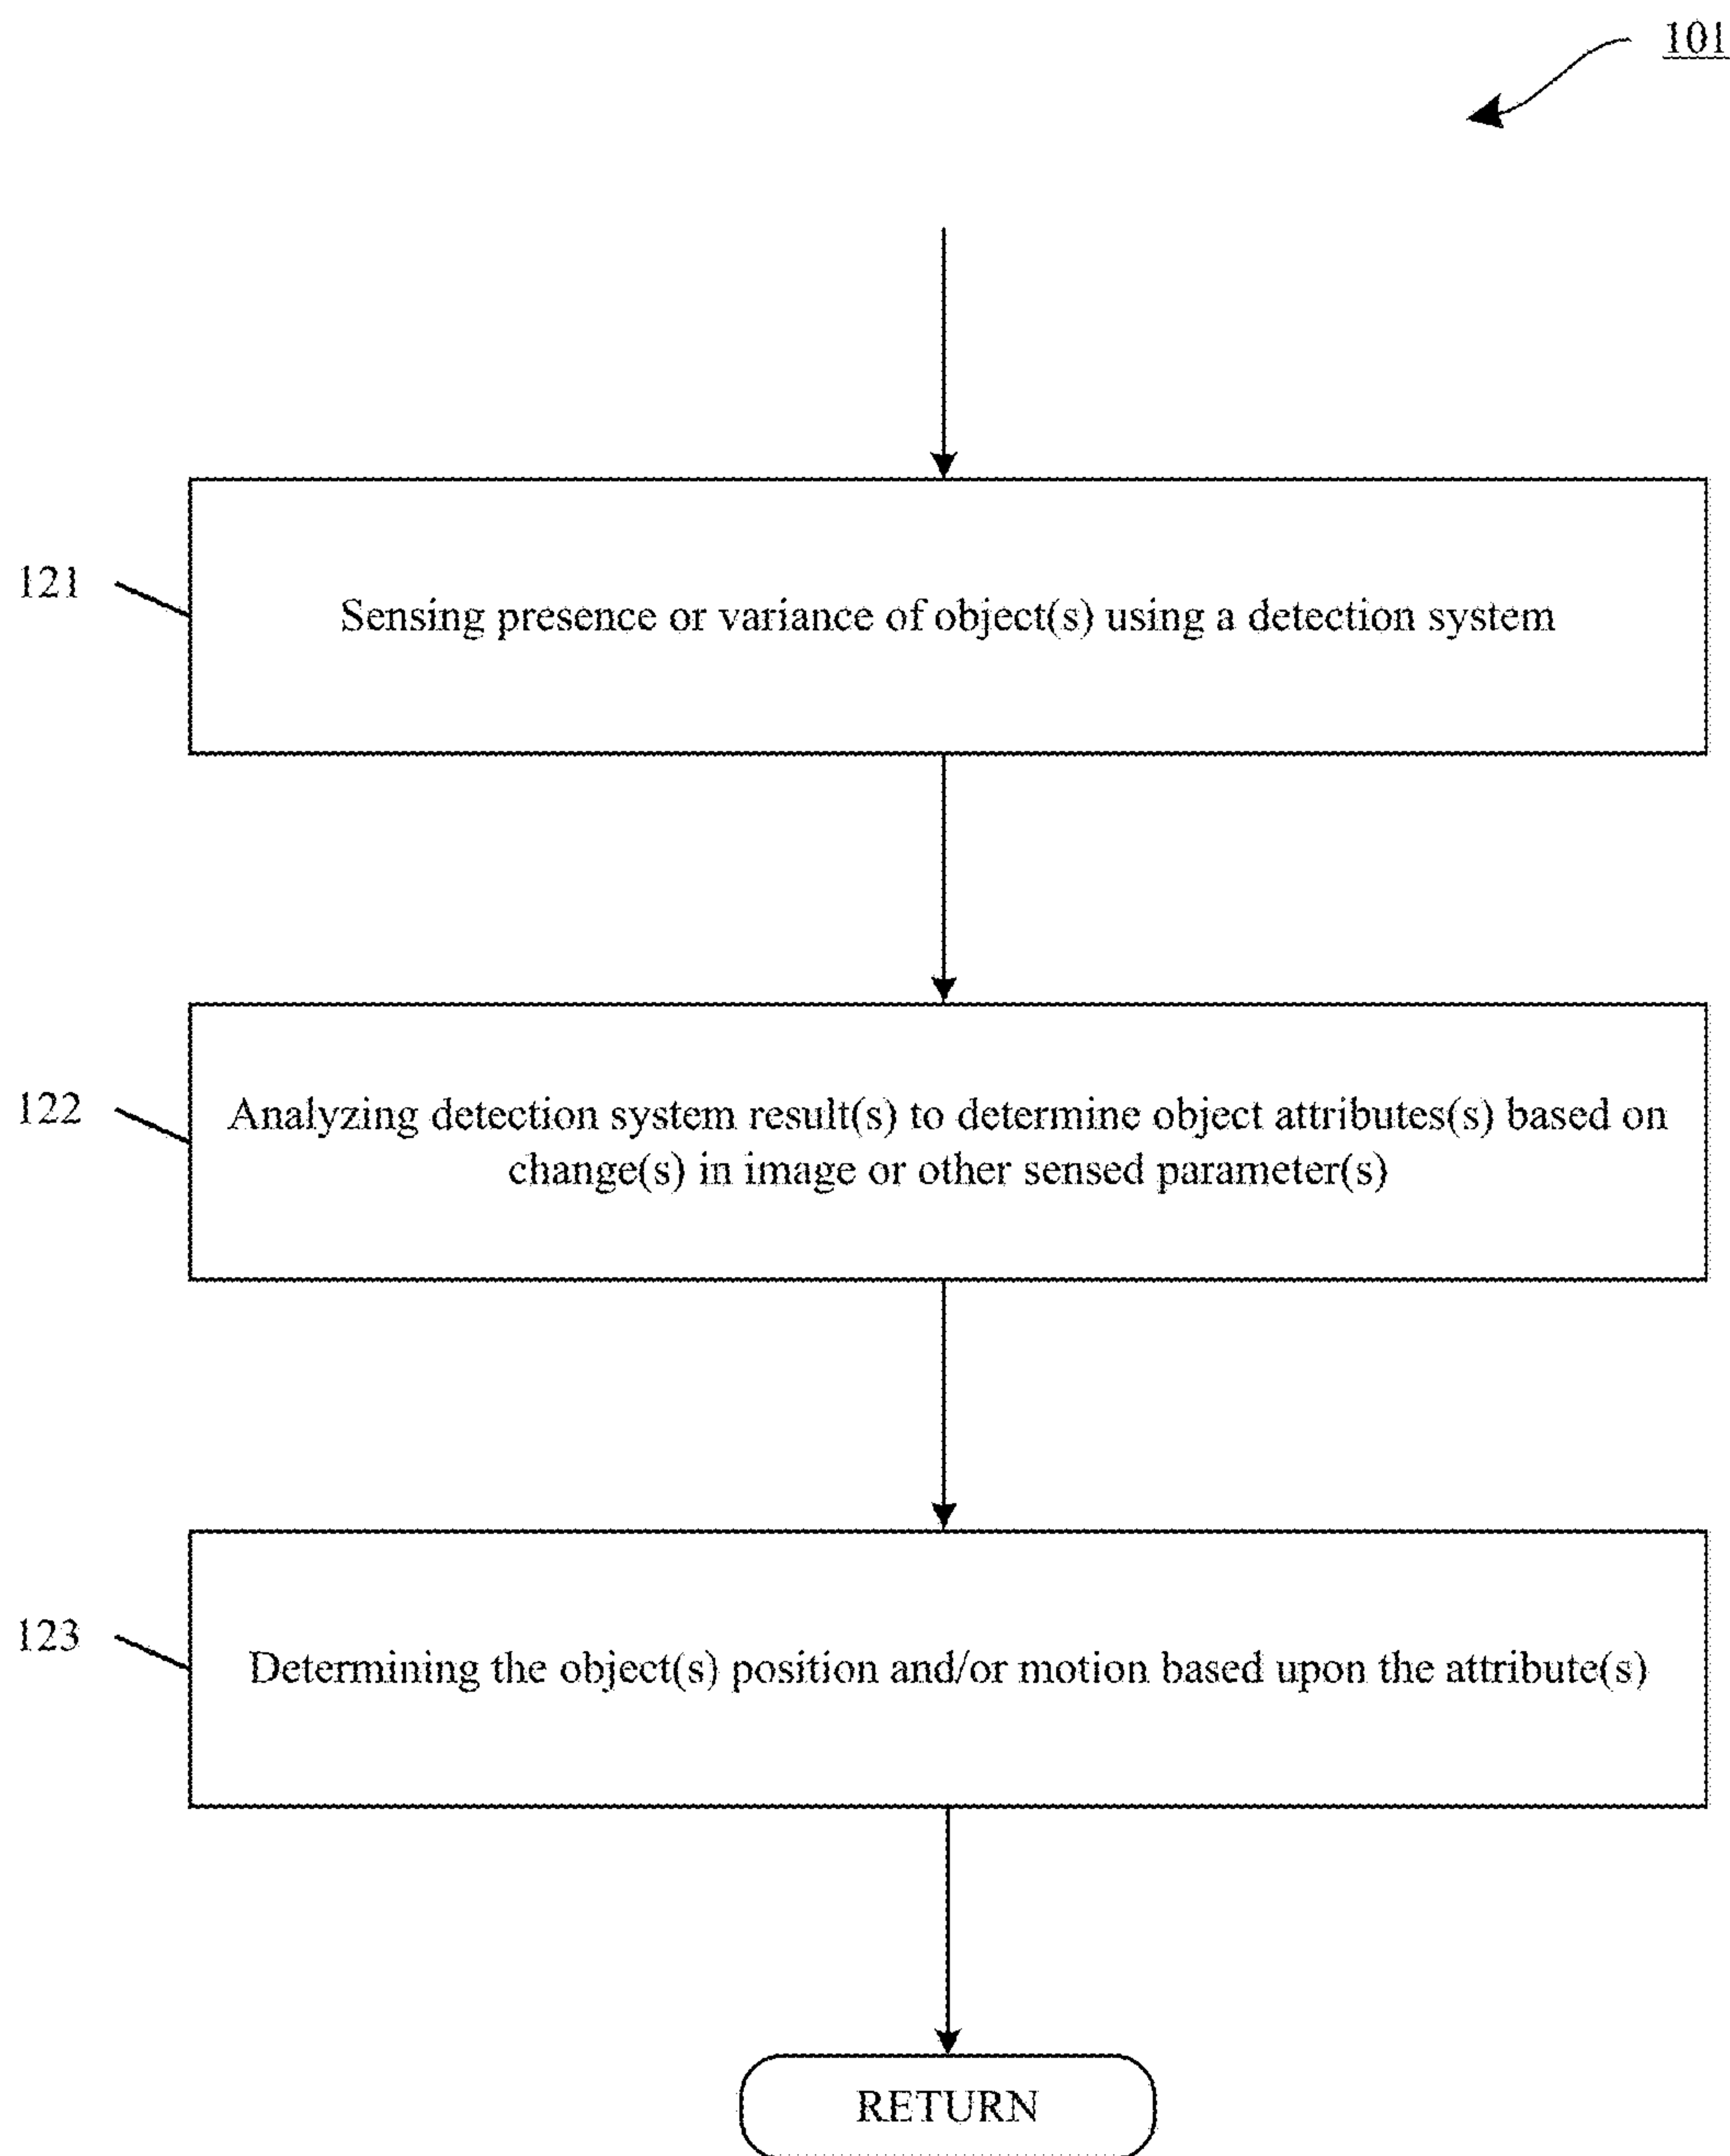 101
121
Sensing presence or variance of object(s) using a detection system
122
Analyzing detection system result(s) to determine object attributes(s) based on
change(s) in image or other sensed parameter(s)
123
Determining the object(s) position and/or motion based upon the attribute(s)
RETURN